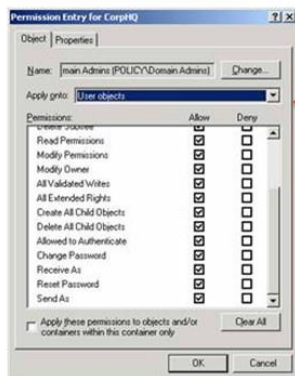 Permission Entry for CorpHQ
Object Properties
Name: main Admins (POLICY\Domain Admins) Change...
Apply onto: User objects
Permissions: Allow Deny
Delete Subtree
Read Permissions
Modify Permissions
Modify Owner
All Validated Writes
All Extended Rights
Create All Child Objects
Delete All Child Objects
Allowed to Authenticate
Change Password
Receive As
Reset Password
Send As
Apply these permissions to objects and/or
containers within this container only
Clear All
OK Cancel